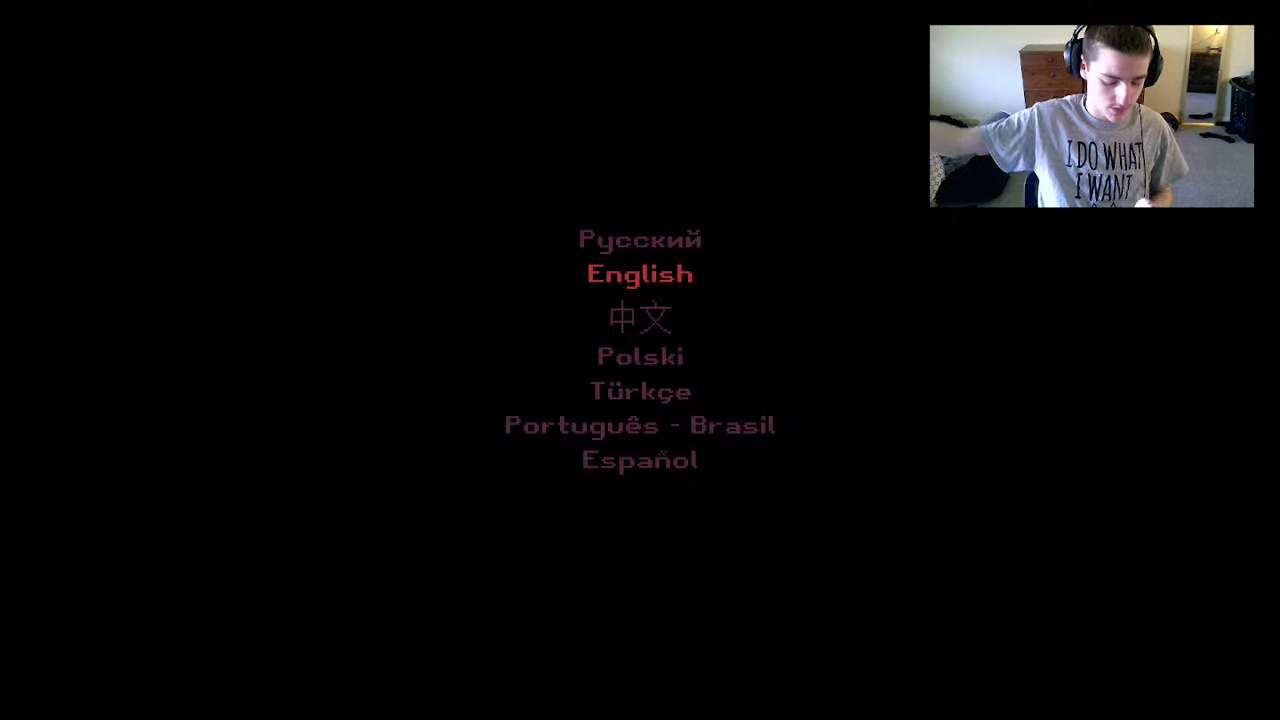 Русский
English
中文
Polski
Türkçe
Português - Brasil
Español
I DO WHAT
I WANT